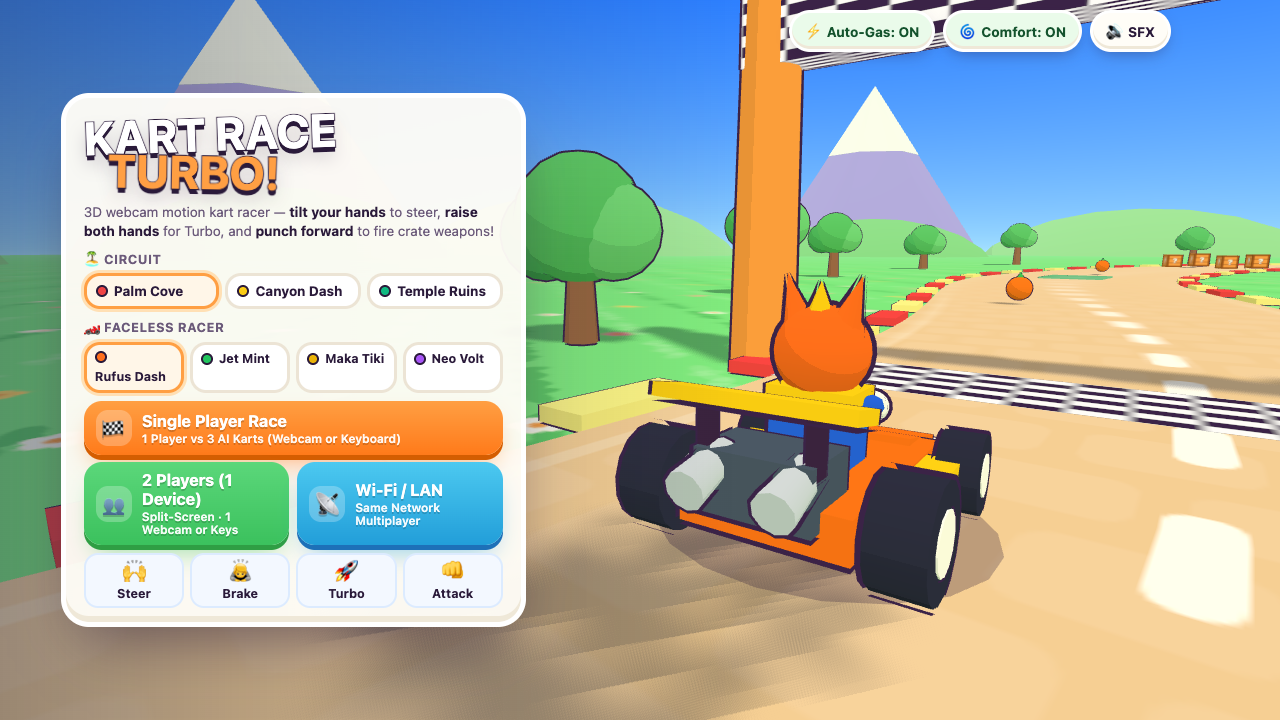 Auto-Gas: ON
Comfort: ON
SFX
KART RACE
TURBO!
3D webcam motion kart racer — tilt your hands to steer, raise
both hands for Turbo, and punch forward to fire crate weapons!
CIRCUIT
Palm Cove
Canyon Dash
Temple Ruins
FACELESS RACER
Rufus Dash
Jet Mint
Maka Tiki
Neo Volt
Single Player Race
1 Player vs 3 AI Karts (Webcam or Keyboard)
2 Players (1
Device)
Split-Screen · 1
Webcam or Keys
Wi-Fi / LAN
Same Network
Multiplayer
Steer
Brake
Turbo
Attack